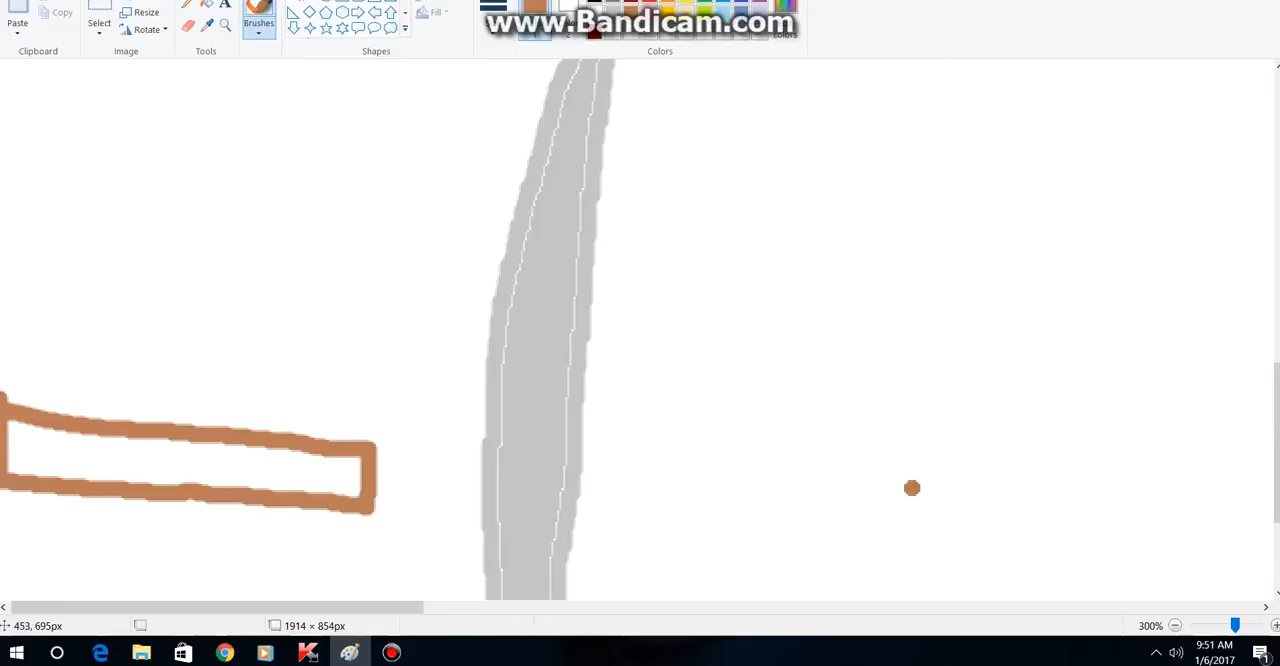 www.Bandicam.com
Paste
Copy
Select
Resize
Rotate
A
Brushes
Fill
Clipboard
Image
Tools
Shapes
Colors
453, 695px
1914 × 854px
300%
9:51 AM
1/6/2017